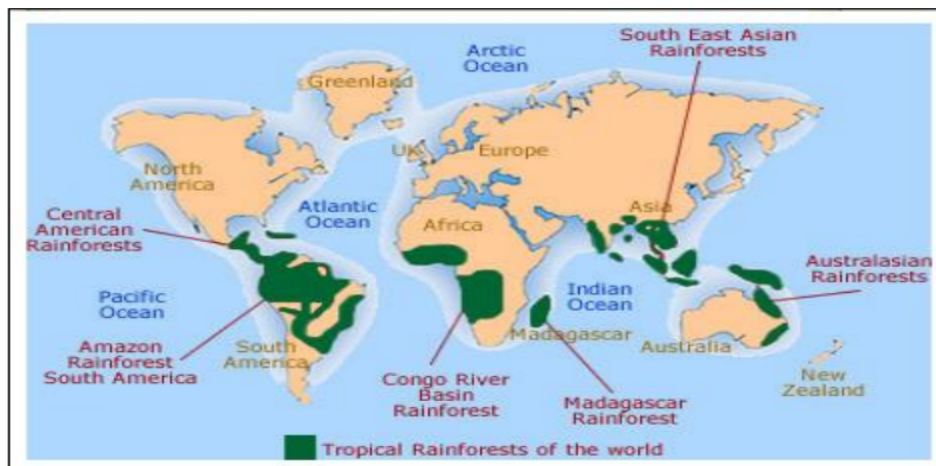 South East Asian
Rainforests
Arctic
Ocean
Greenland
UK
Europe
North
America
Atlantic
Ocean
Asia
Africa
Central
American
Rainforests
Australasian
Rainforests
Indian
Ocean
Pacific
Ocean
Madagascar
Australia
South
America
Amazon
Rainforest
South America
New
Zealand
Congo River
Basin
Rainforest
Madagascar
Rainforest
Tropical Rainforests of the world